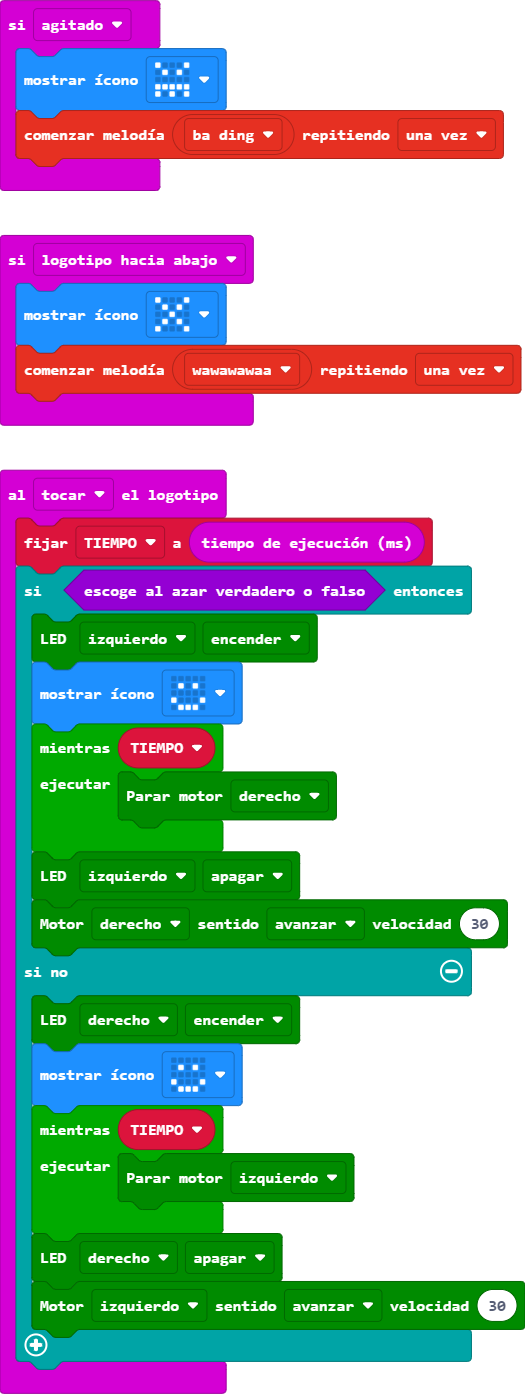 si agitado
mostrar ícono
comenzar melodía ba ding repitiendo una vez
si logotipo hacia abajo
mostrar ícono
comenzar melodía wawawawaa repitiendo una vez
al tocar el logotipo
fijar TIEMPO a tiempo de ejecución (ms)
si escoge al azar verdadero o falso entonces
LED izquierdo encender
mostrar ícono
mientras TIEMPO
ejecutar Parar motor derecho
LED izquierdo apagar
Motor derecho sentido avanzar velocidad 30
si no
LED derecho encender
mostrar ícono
mientras TIEMPO
ejecutar Parar motor izquierdo
LED derecho apagar
Motor izquierdo sentido avanzar velocidad 30